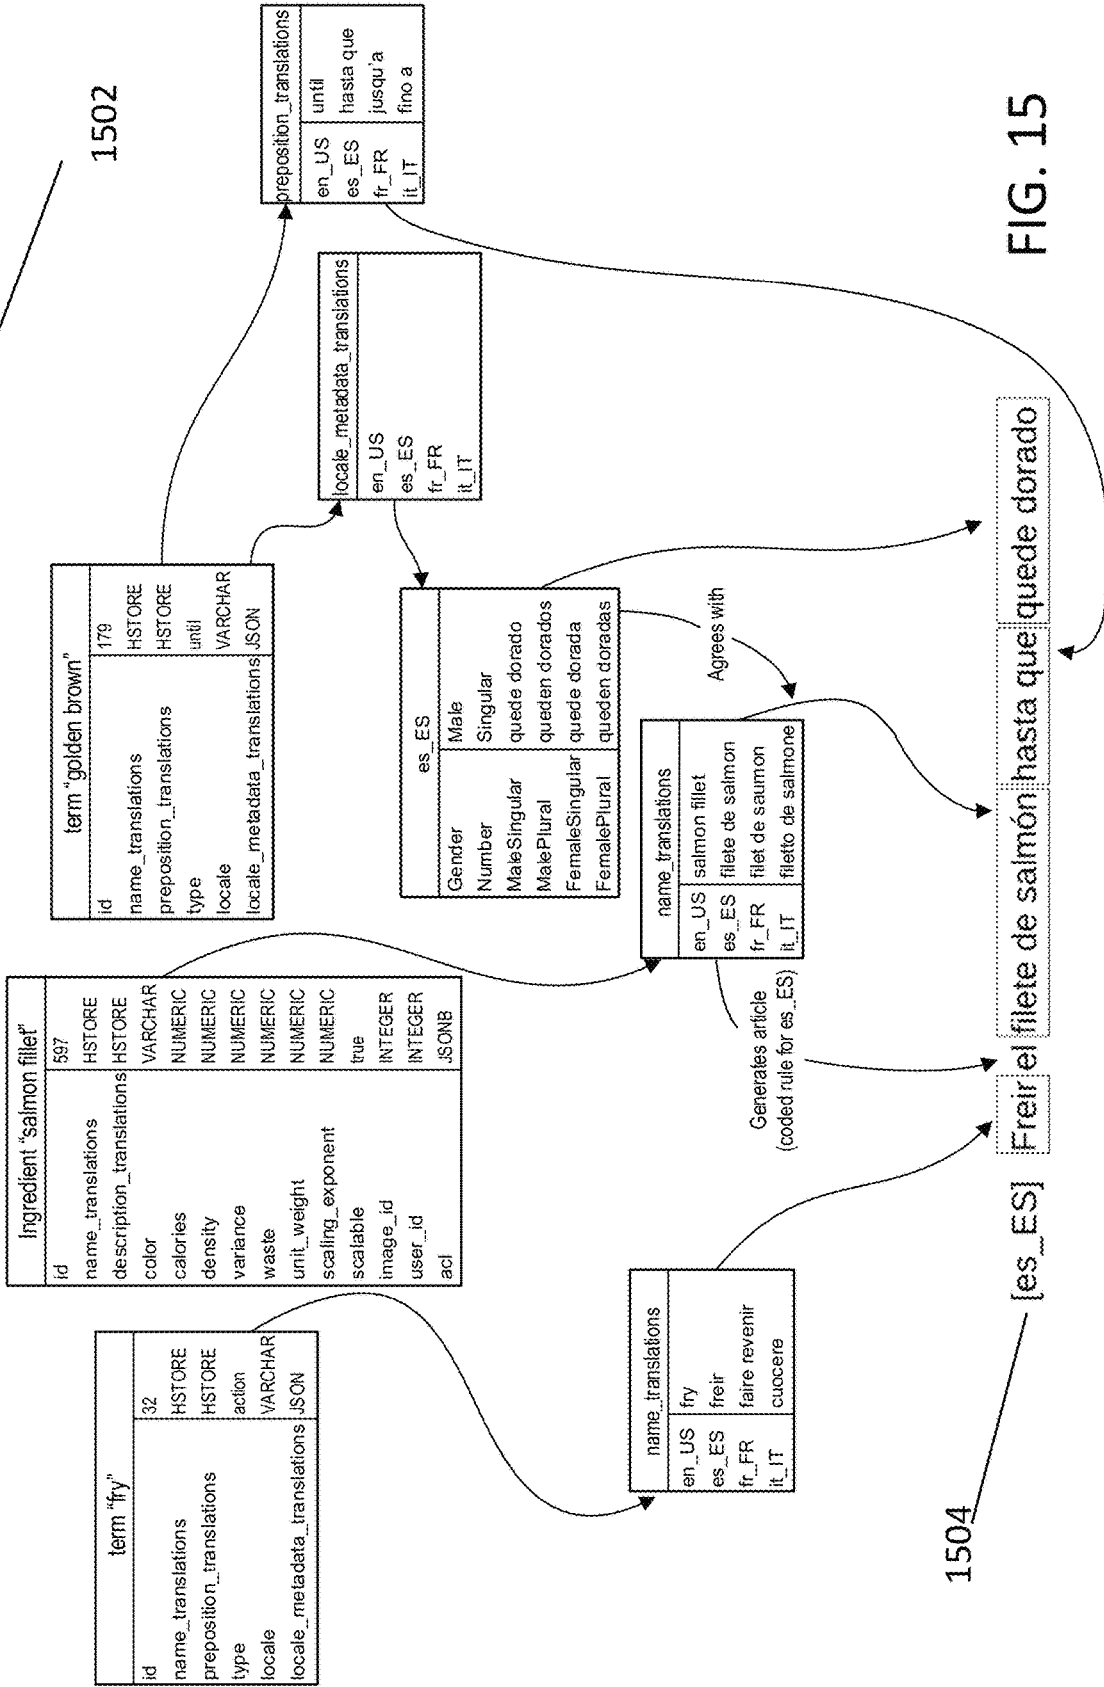 1502
term "fry"
id 32
name_translations HSTORE
preposition_translations HSTORE
type action
locale VARCHAR
locale_metadata_translations JSON
Ingredient "salmon fillet"
id 597
name_translations HSTORE
description_translations HSTORE
color VARCHAR
calories NUMERIC
density NUMERIC
variance NUMERIC
waste NUMERIC
unit_weight NUMERIC
scaling_exponent NUMERIC
scalable true
image_id INTEGER
user_id INTEGER
acl JSONB
term "golden brown"
id 179
name_translations HSTORE
preposition_translations HSTORE
type until
locale VARCHAR
locale_metadata_translations JSON
preposition_translations
en_US until
es_ES hasta que
fr_FR jusqu'a
it_IT fino a
locale_metadata_translations
en_US
es_ES
fr_FR
it_IT
es_ES
Gender Male
Number Singular
MaleSingular quede dorado
MalePlural queden dorados
FemaleSingular quede dorada
FemalePlural queden doradas
name_translations
en_US fry
es_ES freir
fr_FR faire revenir
it_IT cuocere
name_translations
en_US salmon fillet
es_ES filete de salmon
fr_FR filet de saumon
it_IT filetto de salmone
Generates article
(coded rule for es_ES)
Agrees with
1504
[es_ES] Freir el filete de salmón hasta que quede dorado
FIG. 15